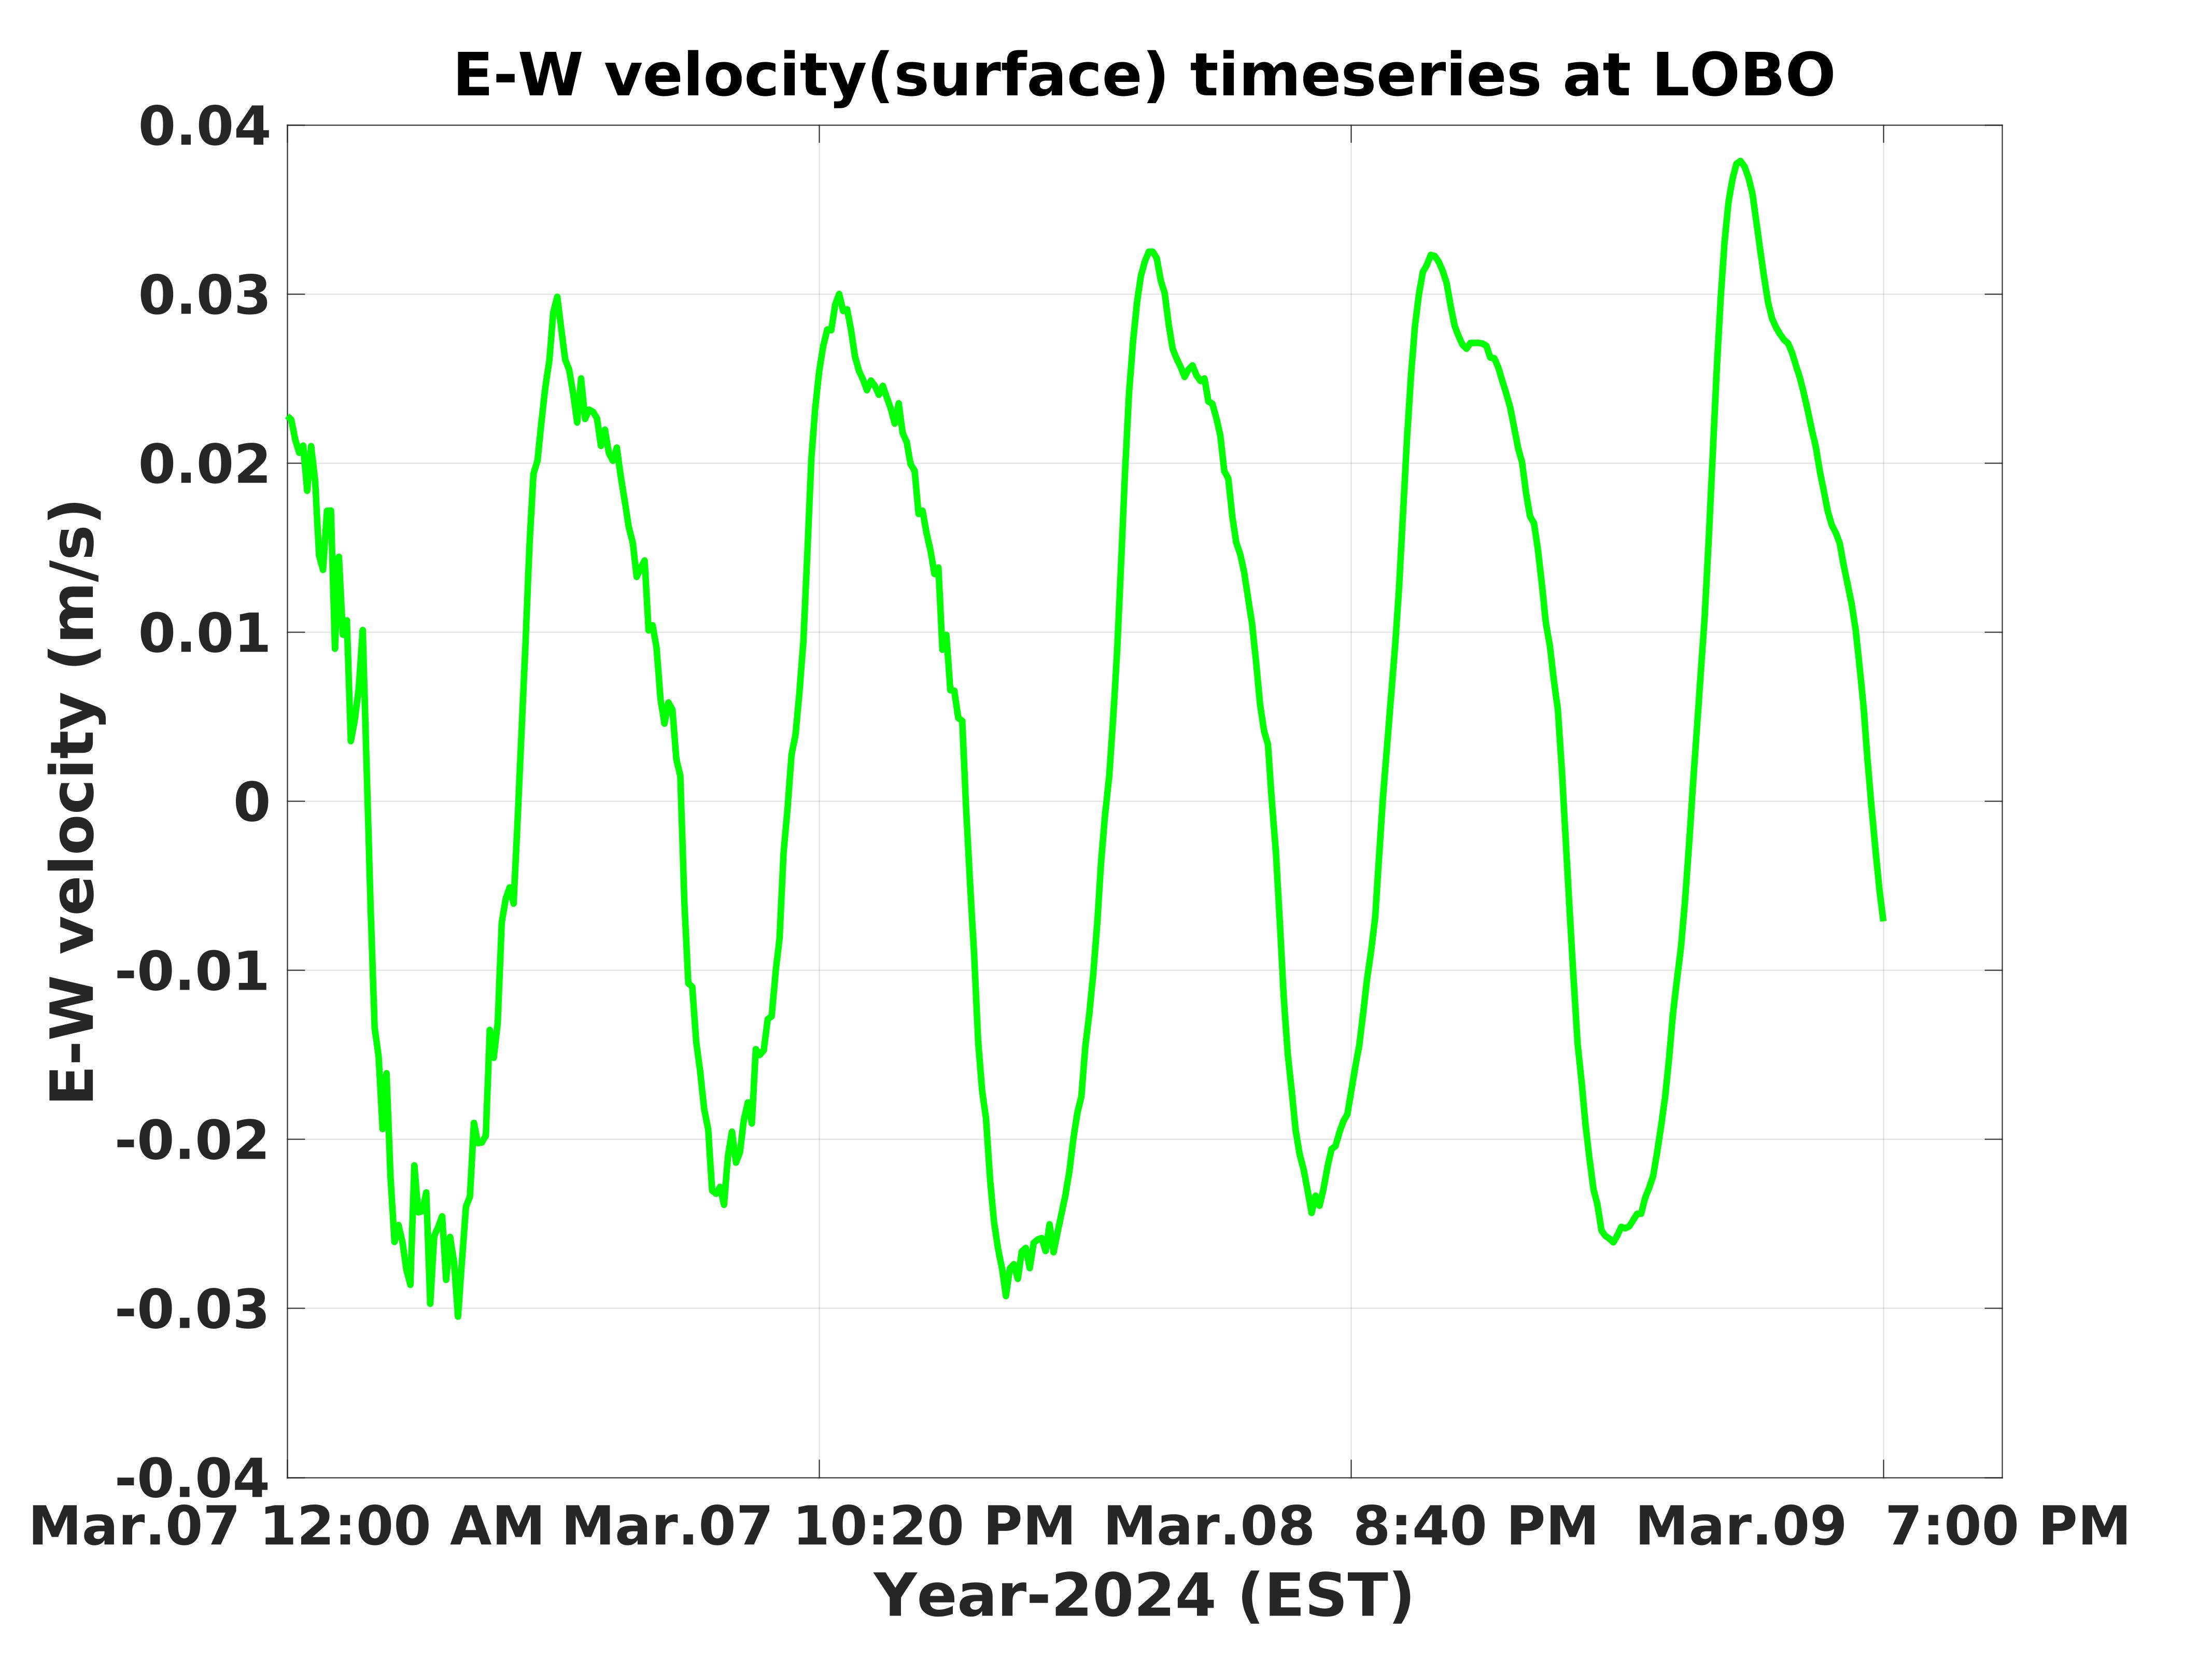 E-W velocity(surface) timeseries at LOBO
0.04
0.03
0.02
0.01
0
-0.01
-0.02
-0.03
-0.04
E-W velocity (m/s)
Mar.07 12:00 AM Mar.07 10:20 PM Mar.08 8:40 PM Mar.09 7:00 PM
Year-2024 (EST)